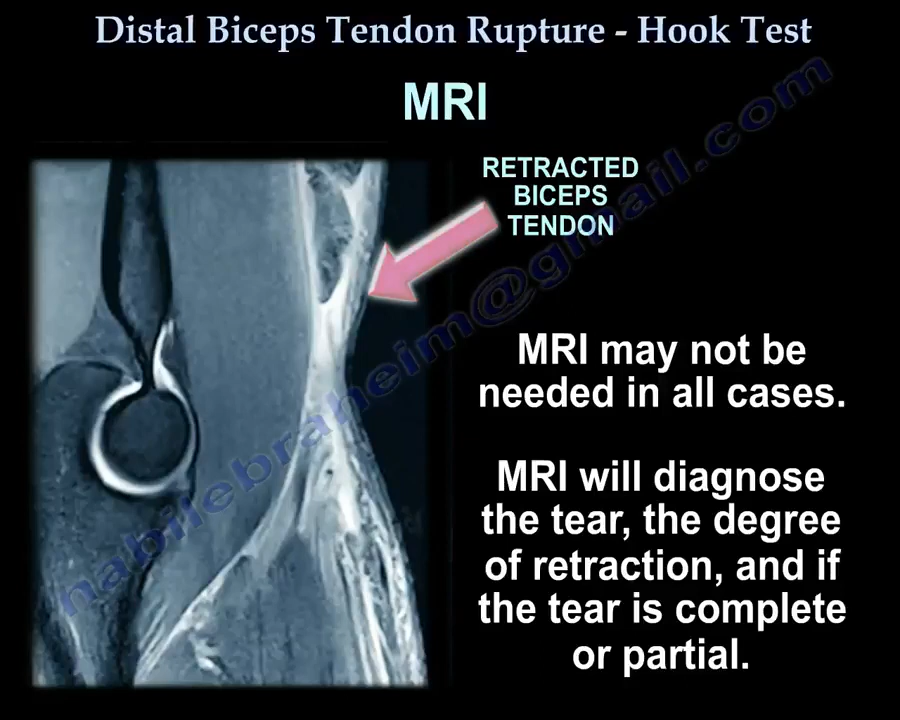 Distal Biceps Tendon Rupture - Hook Test
MRI
RETRACTED
BICEPS
TENDON
MRI may not be
needed in all cases.
MRI will diagnose
the tear, the degree
of retraction, and if
the tear is complete
or partial.
nabilebraheim@gmail.com